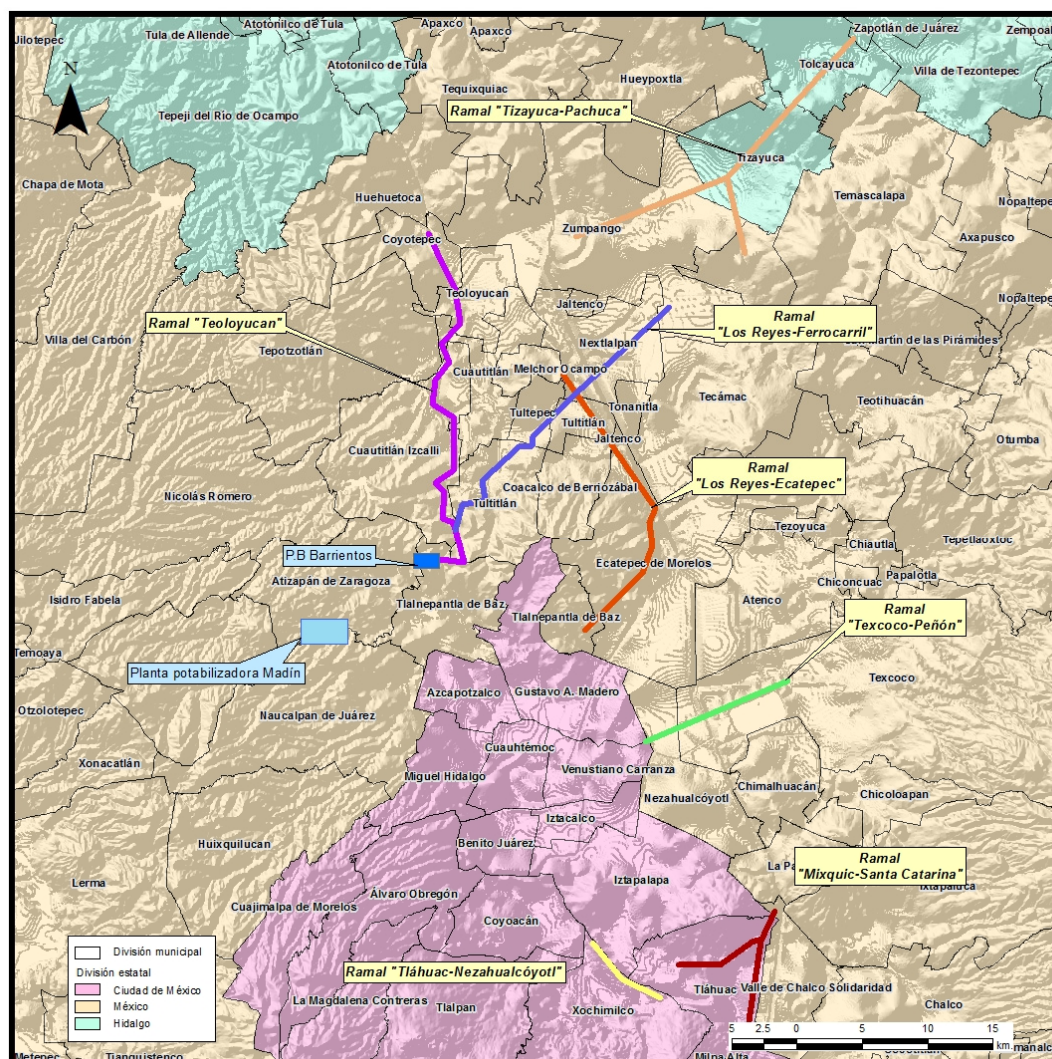 Jilotepec
Tula de Allende
Atotonilco de Tula
Apaxco
Apaxco
Zapotlán de Juárez
Zempoal
Tolcayuca
Atotonilco de Tula
Hueypoxtla
Villa de Tezontepec
Tequixquiac
N
Ramal "Tizayuca-Pachuca"
Tepeji del Rio de Ocampo
Tizayuca
Chapa de Mota
Huehuetoca
Temascalapa
Nopaltepe
Zumpango
Coyotepec
Axapusco
Teoloyucan
Jaltenco
Nopaltepe
Ramal "Teoloyucan"
Ramal
"Los Reyes-Ferrocarril"
Villa del Carbón
Nextlalpan
Martín de las Pirámides
Tepotzotlán
Cuautitlán
Melchor Ocampo
Tecámac
Teotihuacán
Tultepec
Tonanitla
Tultitlán
Jaltenco
Otumba
Cuautitlán Izcalli
Ramal
"Los Reyes-Ecatepec"
Nicolás Romero
Coacalco de Berriozábal
Tultitlán
Tezoyuca
Tepetlaoxtoc
Chiautla
P.B Barrientos
Ecatepec de Morelos
Atizapán de Zaragoza
Chiconcuac
Papalotla
Isidro Fabela
Atenco
Tlalnepantla de Baz
Tlalnepantla de Baz
Ramal
"Texcoco-Peñón"
Temoaya
Planta potabilizadora Madín
Texcoco
Azcapotzalco
Gustavo A. Madero
Otzolotepec
Naucalpan de Juárez
Cuauhtémoc
Xonacatlán
Miguel Hidalgo
Venustiano Carranza
Chimalhuacán
Nezahualcóyotl
Chicoloapan
Iztacalco
Huixquilucan
Benito Juárez
Ramal
"Mixquic-Santa Catarina"
La Pa
Iztapalapa
Ixtapaluca
Lerma
Álvaro Obregón
Cuajimalpa de Morelos
Coyoacán
División municipal
División estatal
Ciudad de México
México
Hidalgo
Ramal "Tláhuac-Nezahualcóyotl"
Tláhuac
Valle de Chalco Solidaridad
La Magdalena Contreras
Tlalpan
Xochimilco
Chalco
5 2.5 0 5 10 15
km.
Metepec
Tianguistenco
Milpa Alta
manalco